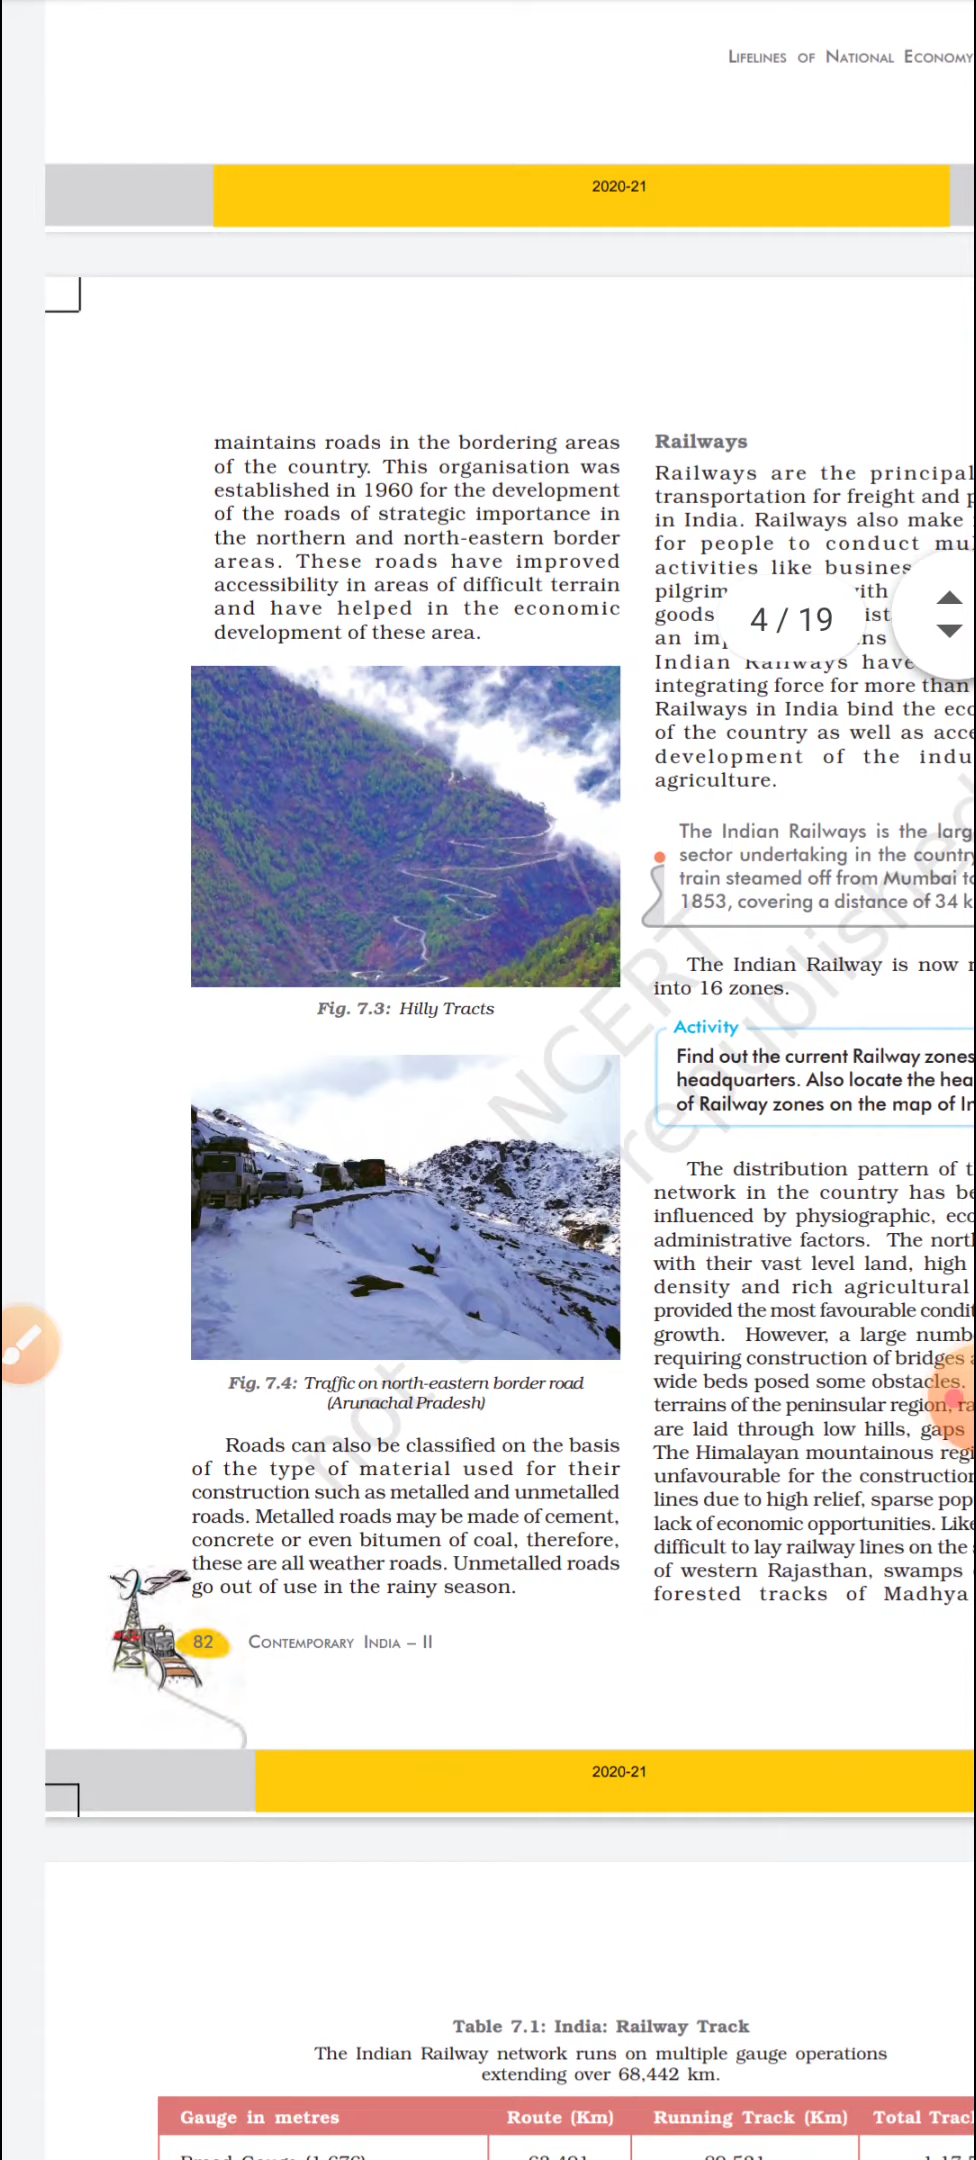 LIFELINES OF NATIONAL ECONOMY
2020-21
maintains roads in the bordering areas
of the country. This organisation was
established in 1960 for the development
of the roads of strategic importance in
the northern and north-eastern border
areas. These roads have improved
accessibility in areas of difficult terrain
and have helped in the economic
development of these area.
Fig. 7.3: Hilly Tracts
Fig. 7.4: Traffic on north-eastern border road
(Arunachal Pradesh)
Roads can also be classified on the basis
of the type of material used for their
construction such as metalled and unmetalled
roads. Metalled roads may be made of cement,
concrete or even bitumen of coal, therefore,
these are all weather roads. Unmetalled roads
go out of use in the rainy season.
Railways
Railways are the principal
transportation for freight and
in India. Railways also make
for people to conduct
activities like
goods
4 / 19
an
Indian Railways have
integrating force for more than
Railways in India bind the
of the country as well as
development of the
agriculture.
The Indian Railways is the
sector undertaking in the country
train steamed off from Mumbai
1853, covering a distance of 34
The Indian Railway is now
into 16 zones.
Activity
Find out the current Railway zones
headquarters. Also locate the
of Railway zones on the map of
The distribution pattern of
network in the country has
influenced by physiographic,
administrative factors. The
with their vast level land, high
density and rich agricultural
provided the most favourable
growth. However, a large
requiring construction of bridges
wide beds posed some obstacles.
terrains of the peninsular region,
are laid through low hills, gaps
The Himalayan mountainous
unfavourable for the construction
lines due to high relief, sparse
lack of economic opportunities.
difficult to lay railway lines on the
of western Rajasthan, swamps
forested tracks of Madhya
82 CONTEMPORARY INDIA – II
2020-21
© NCERT
not to republished
Table 7.1: India: Railway Track
The Indian Railway network runs on multiple gauge operations
extending over 68,442 km.
Gauge in metres Route (Km) Running Track (Km) Total